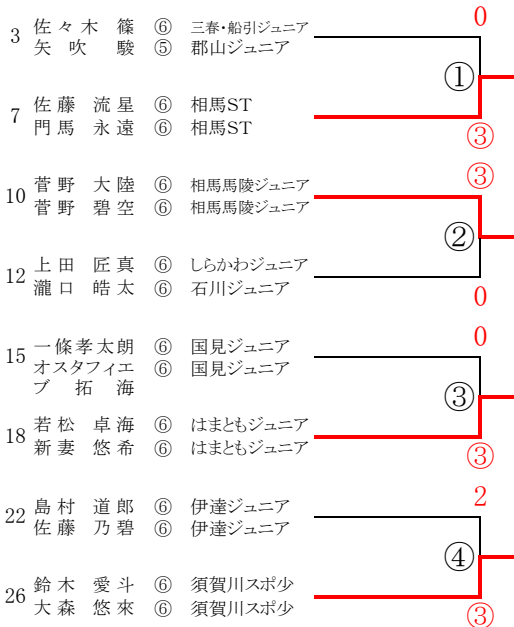 0
3 佐々木 篠 ⑥ 三春・船引ジュニア
矢吹 駿 ⑤ 郡山ジュニア
①
7 佐藤 流星 ⑥ 相馬ST
門馬 永遠 ⑥ 相馬ST
③
③
10 菅野 大陸 ⑥ 相馬馬陵ジュニア
菅野 碧空 ⑥ 相馬馬陵ジュニア
②
12 上田 匠真 ⑥ しらかわジュニア
瀧口 皓太 ⑥ 石川ジュニア
0
0
15 一條孝太朗 ⑥ 国見ジュニア
オスタフィエ ⑥ 国見ジュニア
ブ 拓海
③
18 若松 卓海 ⑥ はまともジュニア
新妻 悠希 ⑥ はまともジュニア
③
2
22 島村 道郎 ⑥ 伊達ジュニア
佐藤 乃碧 ⑥ 伊達ジュニア
④
26 鈴木 愛斗 ⑥ 須賀川スポ少
大森 悠來 ⑥ 須賀川スポ少
③